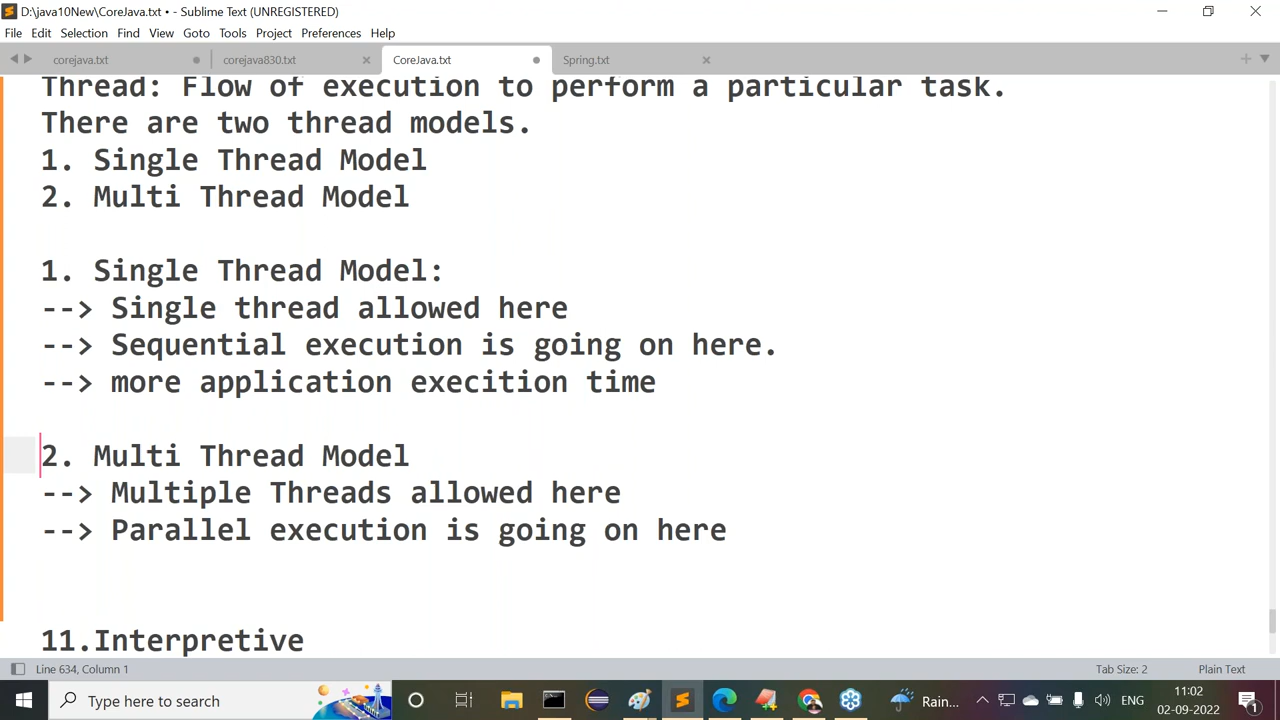 D:\java10New\CoreJava.txt • - Sublime Text (UNREGISTERED)
File Edit Selection Find View Goto Tools Project Preferences Help
corejava.txt corejava830.txt CoreJava.txt Spring.txt
Thread: Flow of execution to perform a particular task.
There are two thread models.
1. Single Thread Model
2. Multi Thread Model
1. Single Thread Model:
--> Single thread allowed here
--> Sequential execution is going on here.
--> more application execition time
2. Multi Thread Model
--> Multiple Threads allowed here
--> Parallel execution is going on here
11.Interpretive
Line 634, Column 1 Tab Size: 2 Plain Text
Type here to search Rain... ENG 11:02
02-09-2022 1